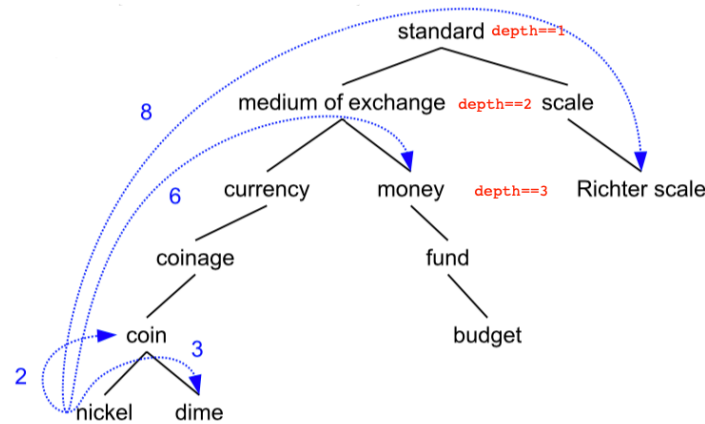 standard depth==1
8
medium of exchange depth==2 scale
6
currency money depth==3 Richter scale
coinage fund
coin budget
2 3
nickel dime